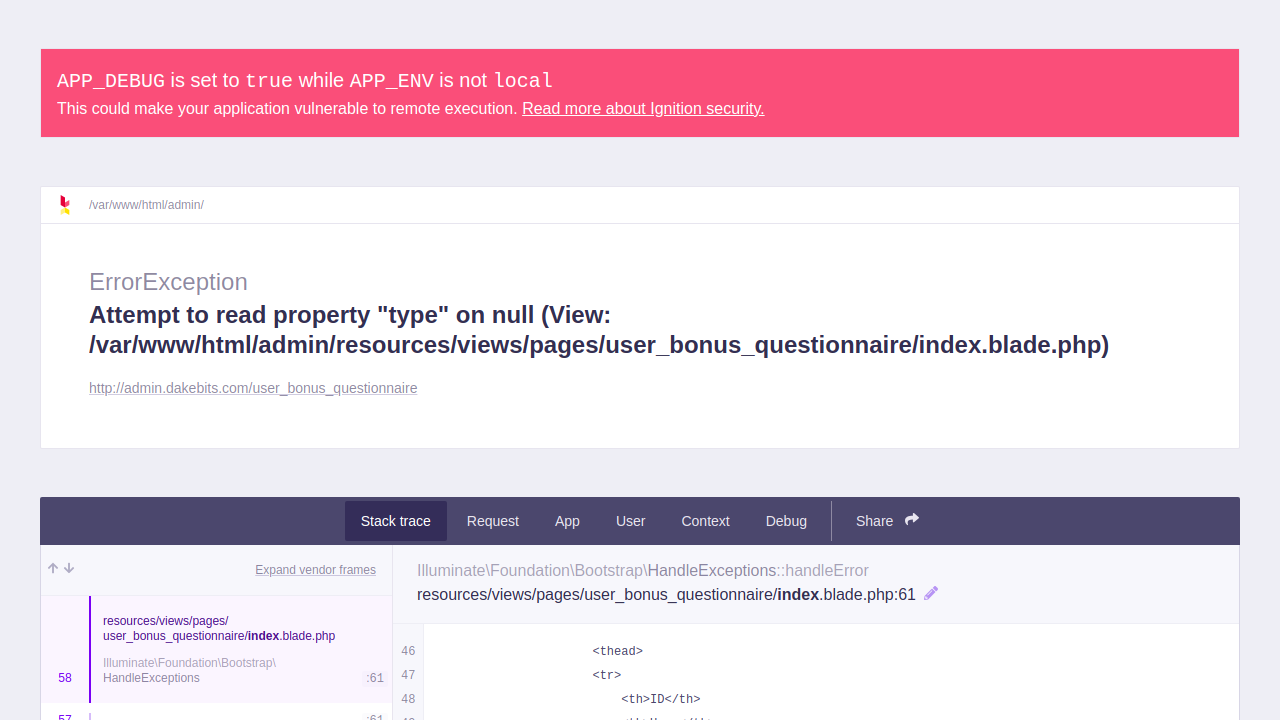 APP_DEBUG is set to true while APP_ENV is not local
This could make your application vulnerable to remote execution. Read more about Ignition security.
/var/www/html/admin/
ErrorException
Attempt to read property "type" on null (View:
/var/www/html/admin/resources/views/pages/user_bonus_questionnaire/index.blade.php)
http://admin.dakebits.com/user_bonus_questionnaire
Stack trace Request App User Context Debug Share
Expand vendor frames
resources/views/pages/
user_bonus_questionnaire/index.blade.php
Illuminate\Foundation\Bootstrap\
58 HandleExceptions :61
57 :61
Illuminate\Foundation\Bootstrap\HandleExceptions::handleError
resources/views/pages/user_bonus_questionnaire/index.blade.php:61
46 <thead>
47 <tr>
48 <th>ID</th>